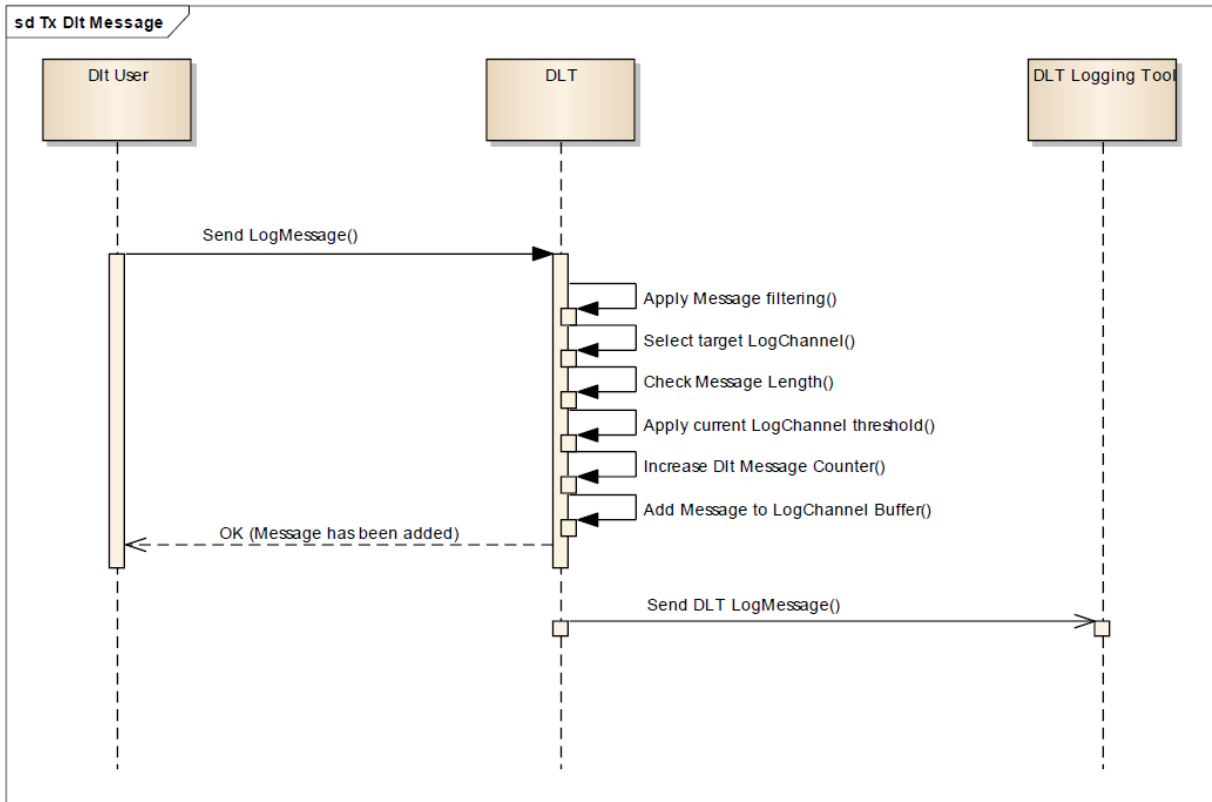 sd Tx Dlt Message
Dlt User
DLT
DLT Logging Tool
Send LogMessage()
Apply Message filtering()
Select target LogChannel()
Check Message Length()
Apply current LogChannel threshold()
Increase Dlt Message Counter()
Add Message to LogChannel Buffer()
OK (Message has been added)
Send DLT LogMessage()